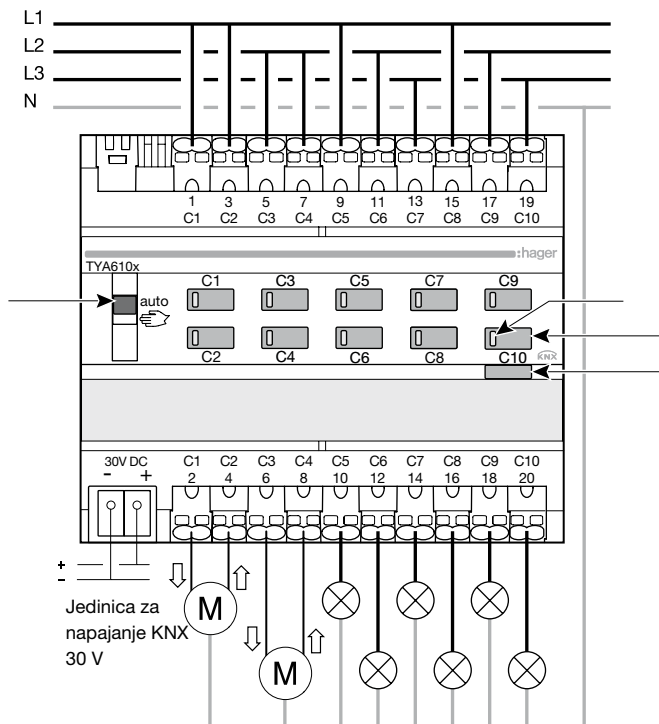 L1
L2
L3
N
1 3 5 7 9 11 13 15 17 19
C1 C2 C3 C4 C5 C6 C7 C8 C9 C10
:hager
TYA610x
auto
C1 C3 C5 C7 C9
C2 C4 C6 C8 C10
KNX
30V DC
- +
C1 C2 C3 C4 C5 C6 C7 C8 C9 C10
2 4 6 8 10 12 14 16 18 20
+
-
M
M
Jedinica za
napajanje KNX
30 V